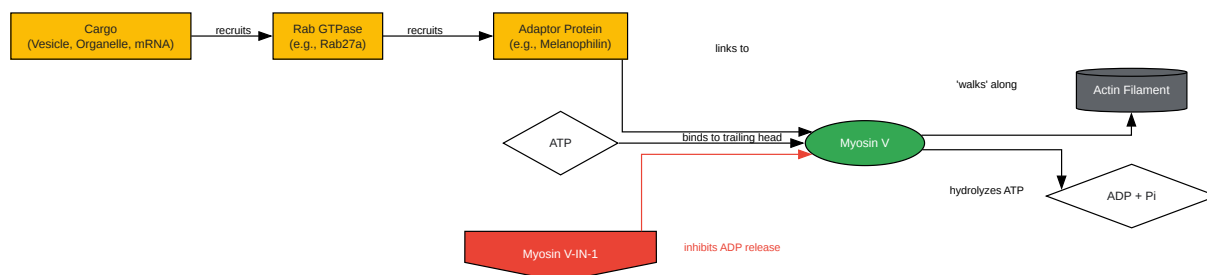 Cargo
(Vesicle, Organelle, mRNA)
recruits
Rab GTPase
(e.g., Rab27a)
recruits
Adaptor Protein
(e.g., Melanophilin)
links to
'walks' along
Actin Filament
ATP
binds to trailing head
Myosin V
hydrolyzes ATP
ADP + Pi
Myosin V-IN-1
inhibits ADP release